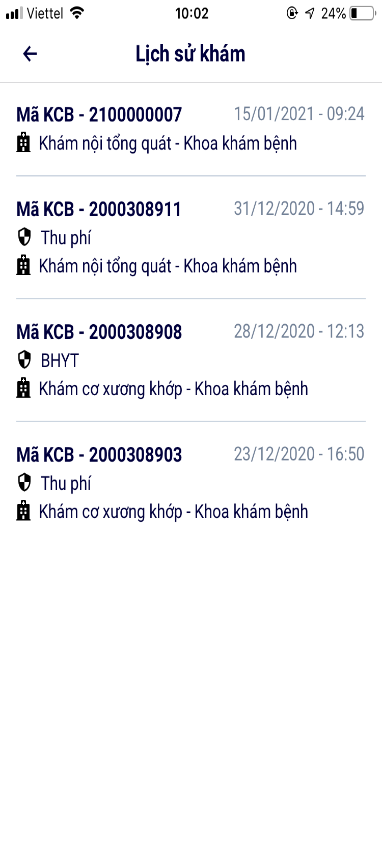 Viettel 10:02 24%
Lịch sử khám
Mã KCB - 2100000007 15/01/2021 - 09:24
Khám nội tổng quát - Khoa khám bệnh
Mã KCB - 2000308911 31/12/2020 - 14:59
Thu phí
Khám nội tổng quát - Khoa khám bệnh
Mã KCB - 2000308908 28/12/2020 - 12:13
BHYT
Khám cơ xương khớp - Khoa khám bệnh
Mã KCB - 2000308903 23/12/2020 - 16:50
Thu phí
Khám cơ xương khớp - Khoa khám bệnh